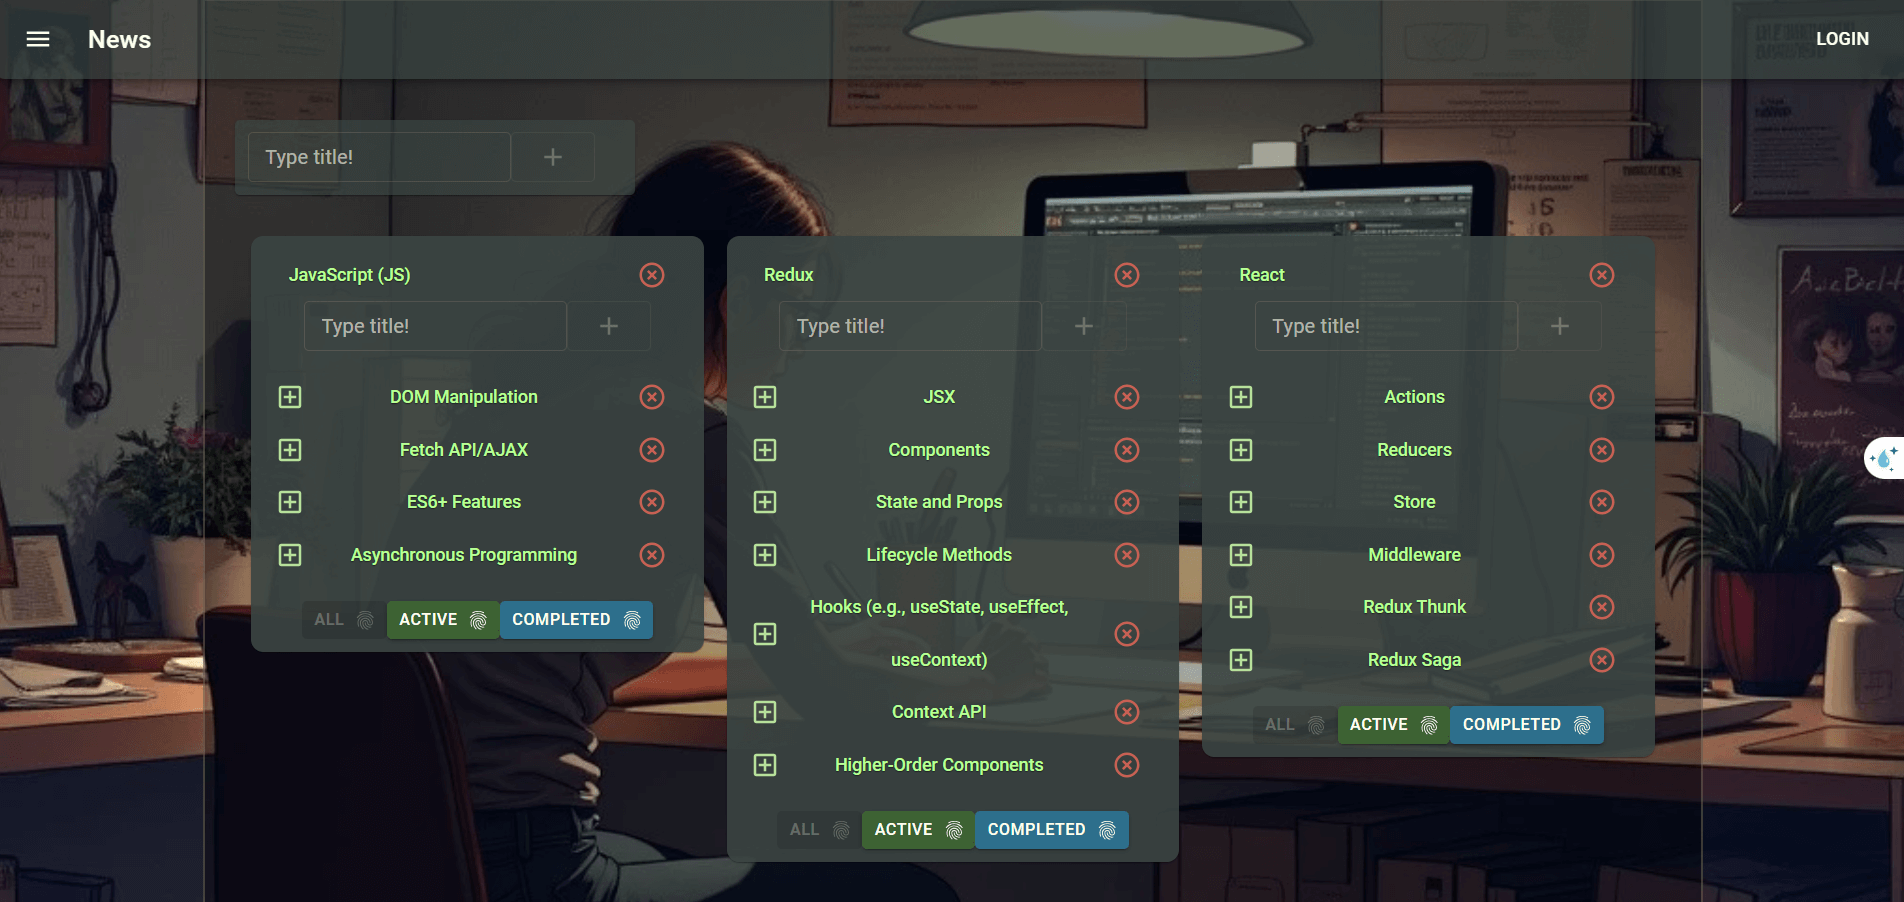 News
LOGIN
Type title!
JavaScript (JS)
Type title!
DOM Manipulation
Fetch API/AJAX
ES6+ Features
Asynchronous Programming
ALL ACTIVE COMPLETED
Redux
Type title!
JSX
Components
State and Props
Lifecycle Methods
Hooks (e.g., useState, useEffect,
useContext)
Context API
Higher-Order Components
ALL ACTIVE COMPLETED
React
Type title!
Actions
Reducers
Store
Middleware
Redux Thunk
Redux Saga
ALL ACTIVE COMPLETED